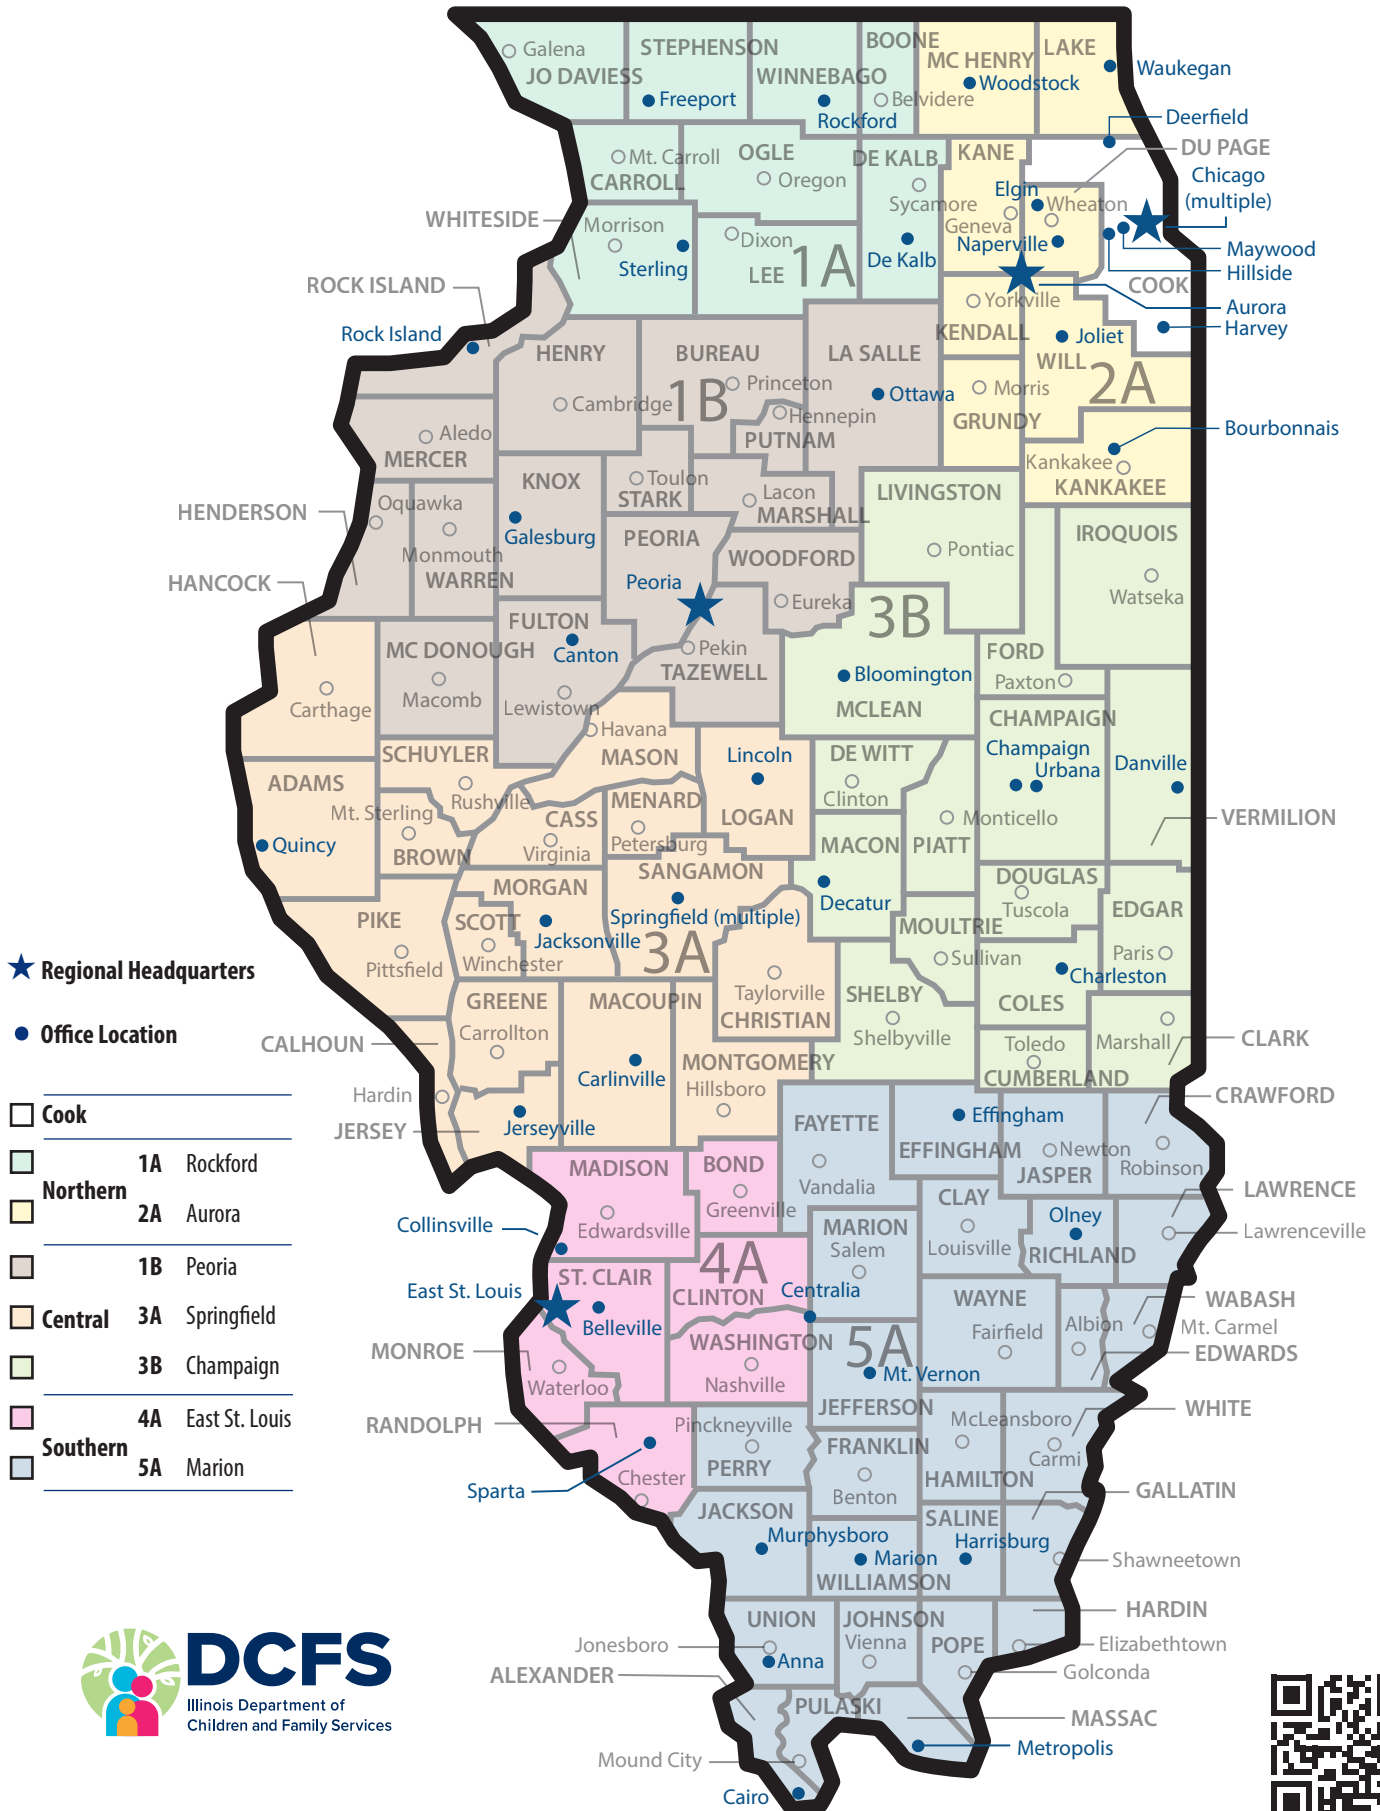 Galena
JO DAVIESS
STEPHENSON
Freeport
WINNEBAGO
Rockford
BOONE
Belvidere
MC HENRY
Woodstock
LAKE
Waukegan
Deerfield
DU PAGE
Chicago
(multiple)
Mt. Carroll
CARROLL
OGLE
Oregon
DE KALB
Sycamore
De Kalb
KANE
Elgin
Geneva
Wheaton
Naperville
Maywood
Hillside
COOK
Aurora
Harvey
WHITESIDE
Morrison
Sterling
Dixon
LEE
1A
ROCK ISLAND
Rock Island
HENRY
Cambridge
BUREAU
Princeton
1B
Hennepin
PUTNAM
LA SALLE
Ottawa
Yorkville
KENDALL
Joliet
WILL
2A
Morris
GRUNDY
Bourbonnais
Kankakee
KANKAKEE
Aledo
MERCER
KNOX
Galesburg
Toulon
STARK
Lacon
MARSHALL
LIVINGSTON
Pontiac
IROQUOIS
Watseka
HENDERSON
Oquawka
Monmouth
WARREN
PEORIA
Peoria
WOODFORD
Eureka
HANCOCK
Carthage
MC DONOUGH
Macomb
FULTON
Canton
Lewistown
Pekin
TAZEWELL
3B
Bloomington
MCLEAN
FORD
Paxton
CHAMPAIGN
Champaign
Urbana
Danville
VERMILION
Havana
MASON
SCHUYLER
Rushville
ADAMS
Quincy
Mt. Sterling
BROWN
CASS
Virginia
MENARD
Petersburg
Lincoln
LOGAN
DE WITT
Clinton
Monticello
PIATT
MACON
Decatur
SANGAMON
Springfield (multiple)
3A
MORGAN
Jacksonville
SCOTT
Winchester
PIKE
Pittsfield
DOUGLAS
Tuscola
EDGAR
Paris
MOULTRIE
Sullivan
Charleston
COLES
Taylorville
CHRISTIAN
SHELBY
Shelbyville
Toledo
CUMBERLAND
Marshall
CLARK
GREENE
Carrollton
MACOUPIN
Carlinville
MONTGOMERY
Hillsboro
CALHOUN
Hardin
JERSEY
Jerseyville
FAYETTE
Vandalia
Effingham
EFFINGHAM
Newton
JASPER
CRAWFORD
Robinson
MADISON
Edwardsville
BOND
Greenville
Collinsville
CLAY
Louisville
Olney
RICHLAND
LAWRENCE
Lawrenceville
MARION
Salem
Centralia
4A
CLINTON
East St. Louis
ST. CLAIR
Belleville
WASHINGTON
Nashville
MONROE
Waterloo
5A
Mt. Vernon
JEFFERSON
WAYNE
Fairfield
Albion
WABASH
Mt. Carmel
EDWARDS
RANDOLPH
Chester
Sparta
Pinckneyville
PERRY
FRANKLIN
Benton
McLeansboro
HAMILTON
Carmi
WHITE
JACKSON
Murphysboro
Marion
WILLIAMSON
SALINE
Harrisburg
GALLATIN
Shawneetown
UNION
Jonesboro
Anna
JOHNSON
Vienna
POPE
Golconda
HARDIN
Elizabethtown
ALEXANDER
PULASKI
Mound City
MASSAC
Metropolis
Cairo
Regional Headquarters
Office Location
Cook
Northern
1A Rockford
2A Aurora
Central
1B Peoria
3A Springfield
3B Champaign
Southern
4A East St. Louis
5A Marion
DCFS
Illinois Department of
Children and Family Services